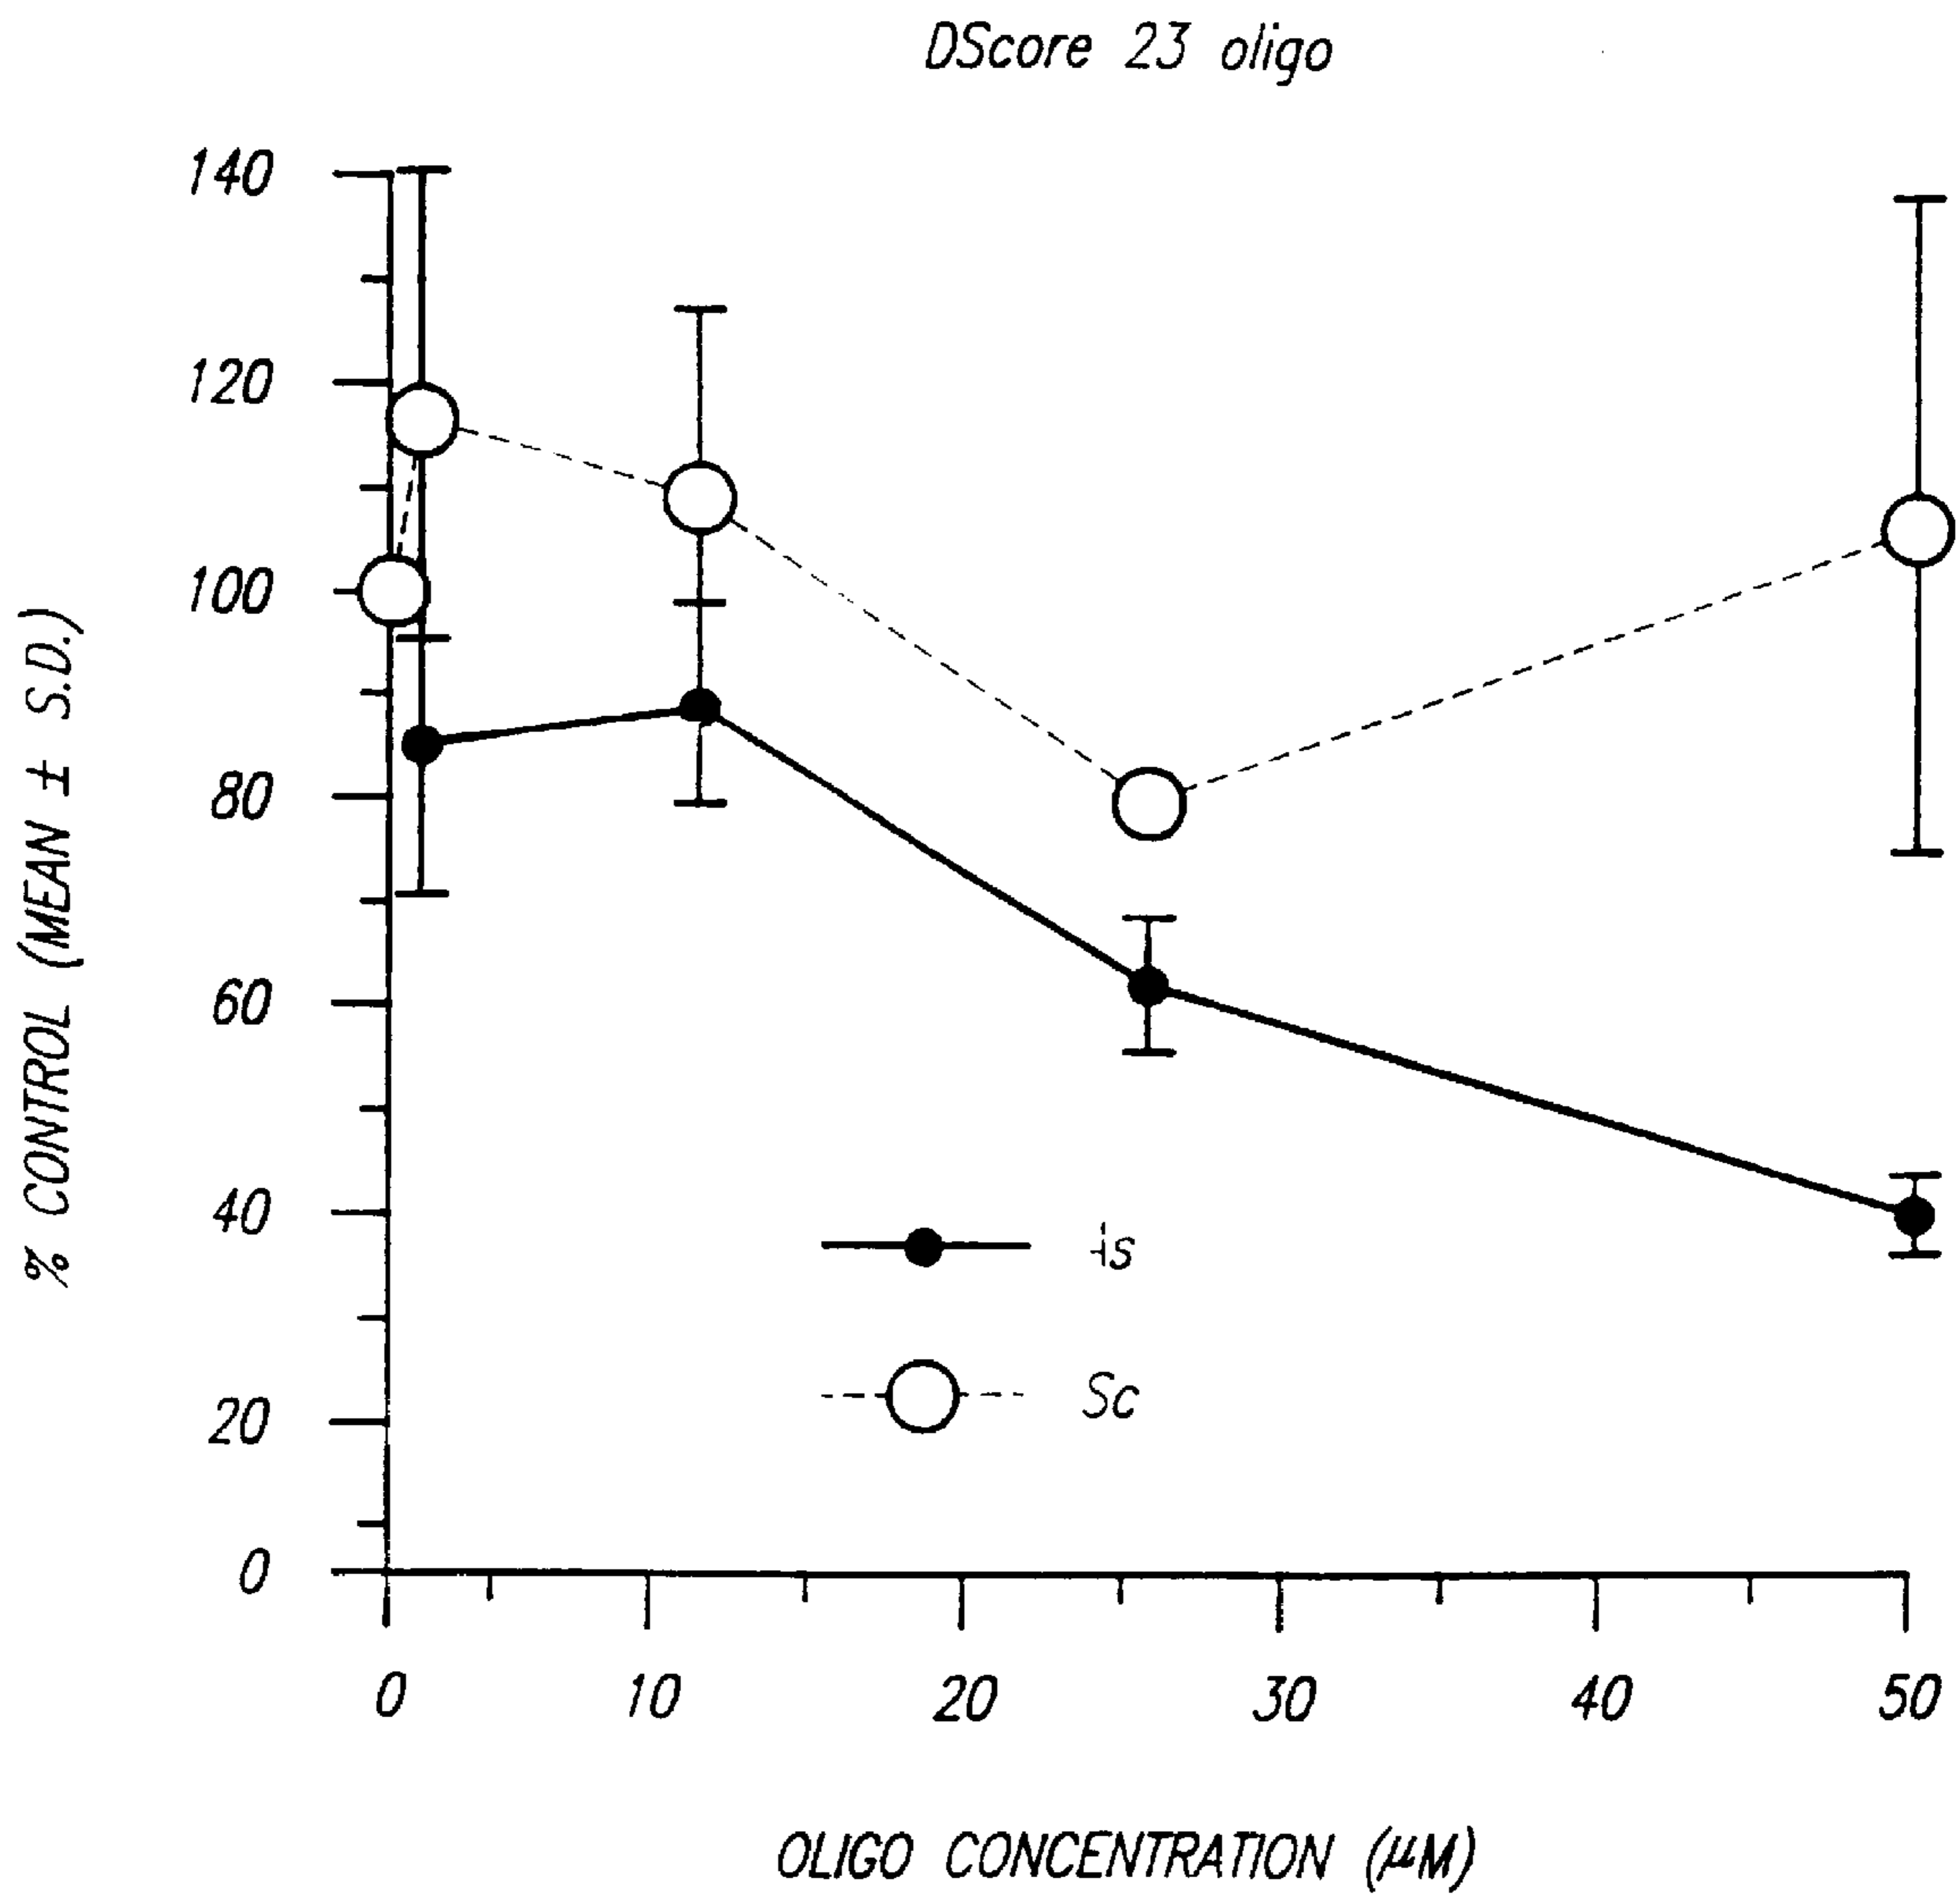 DScore 23 oligo
140
120
100
80
60
40
20
0
% CONTROL (MEAN ± S.D.)
is
Sc
0 10 20 30 40 50
OLIGO CONCENTRATION (μM)